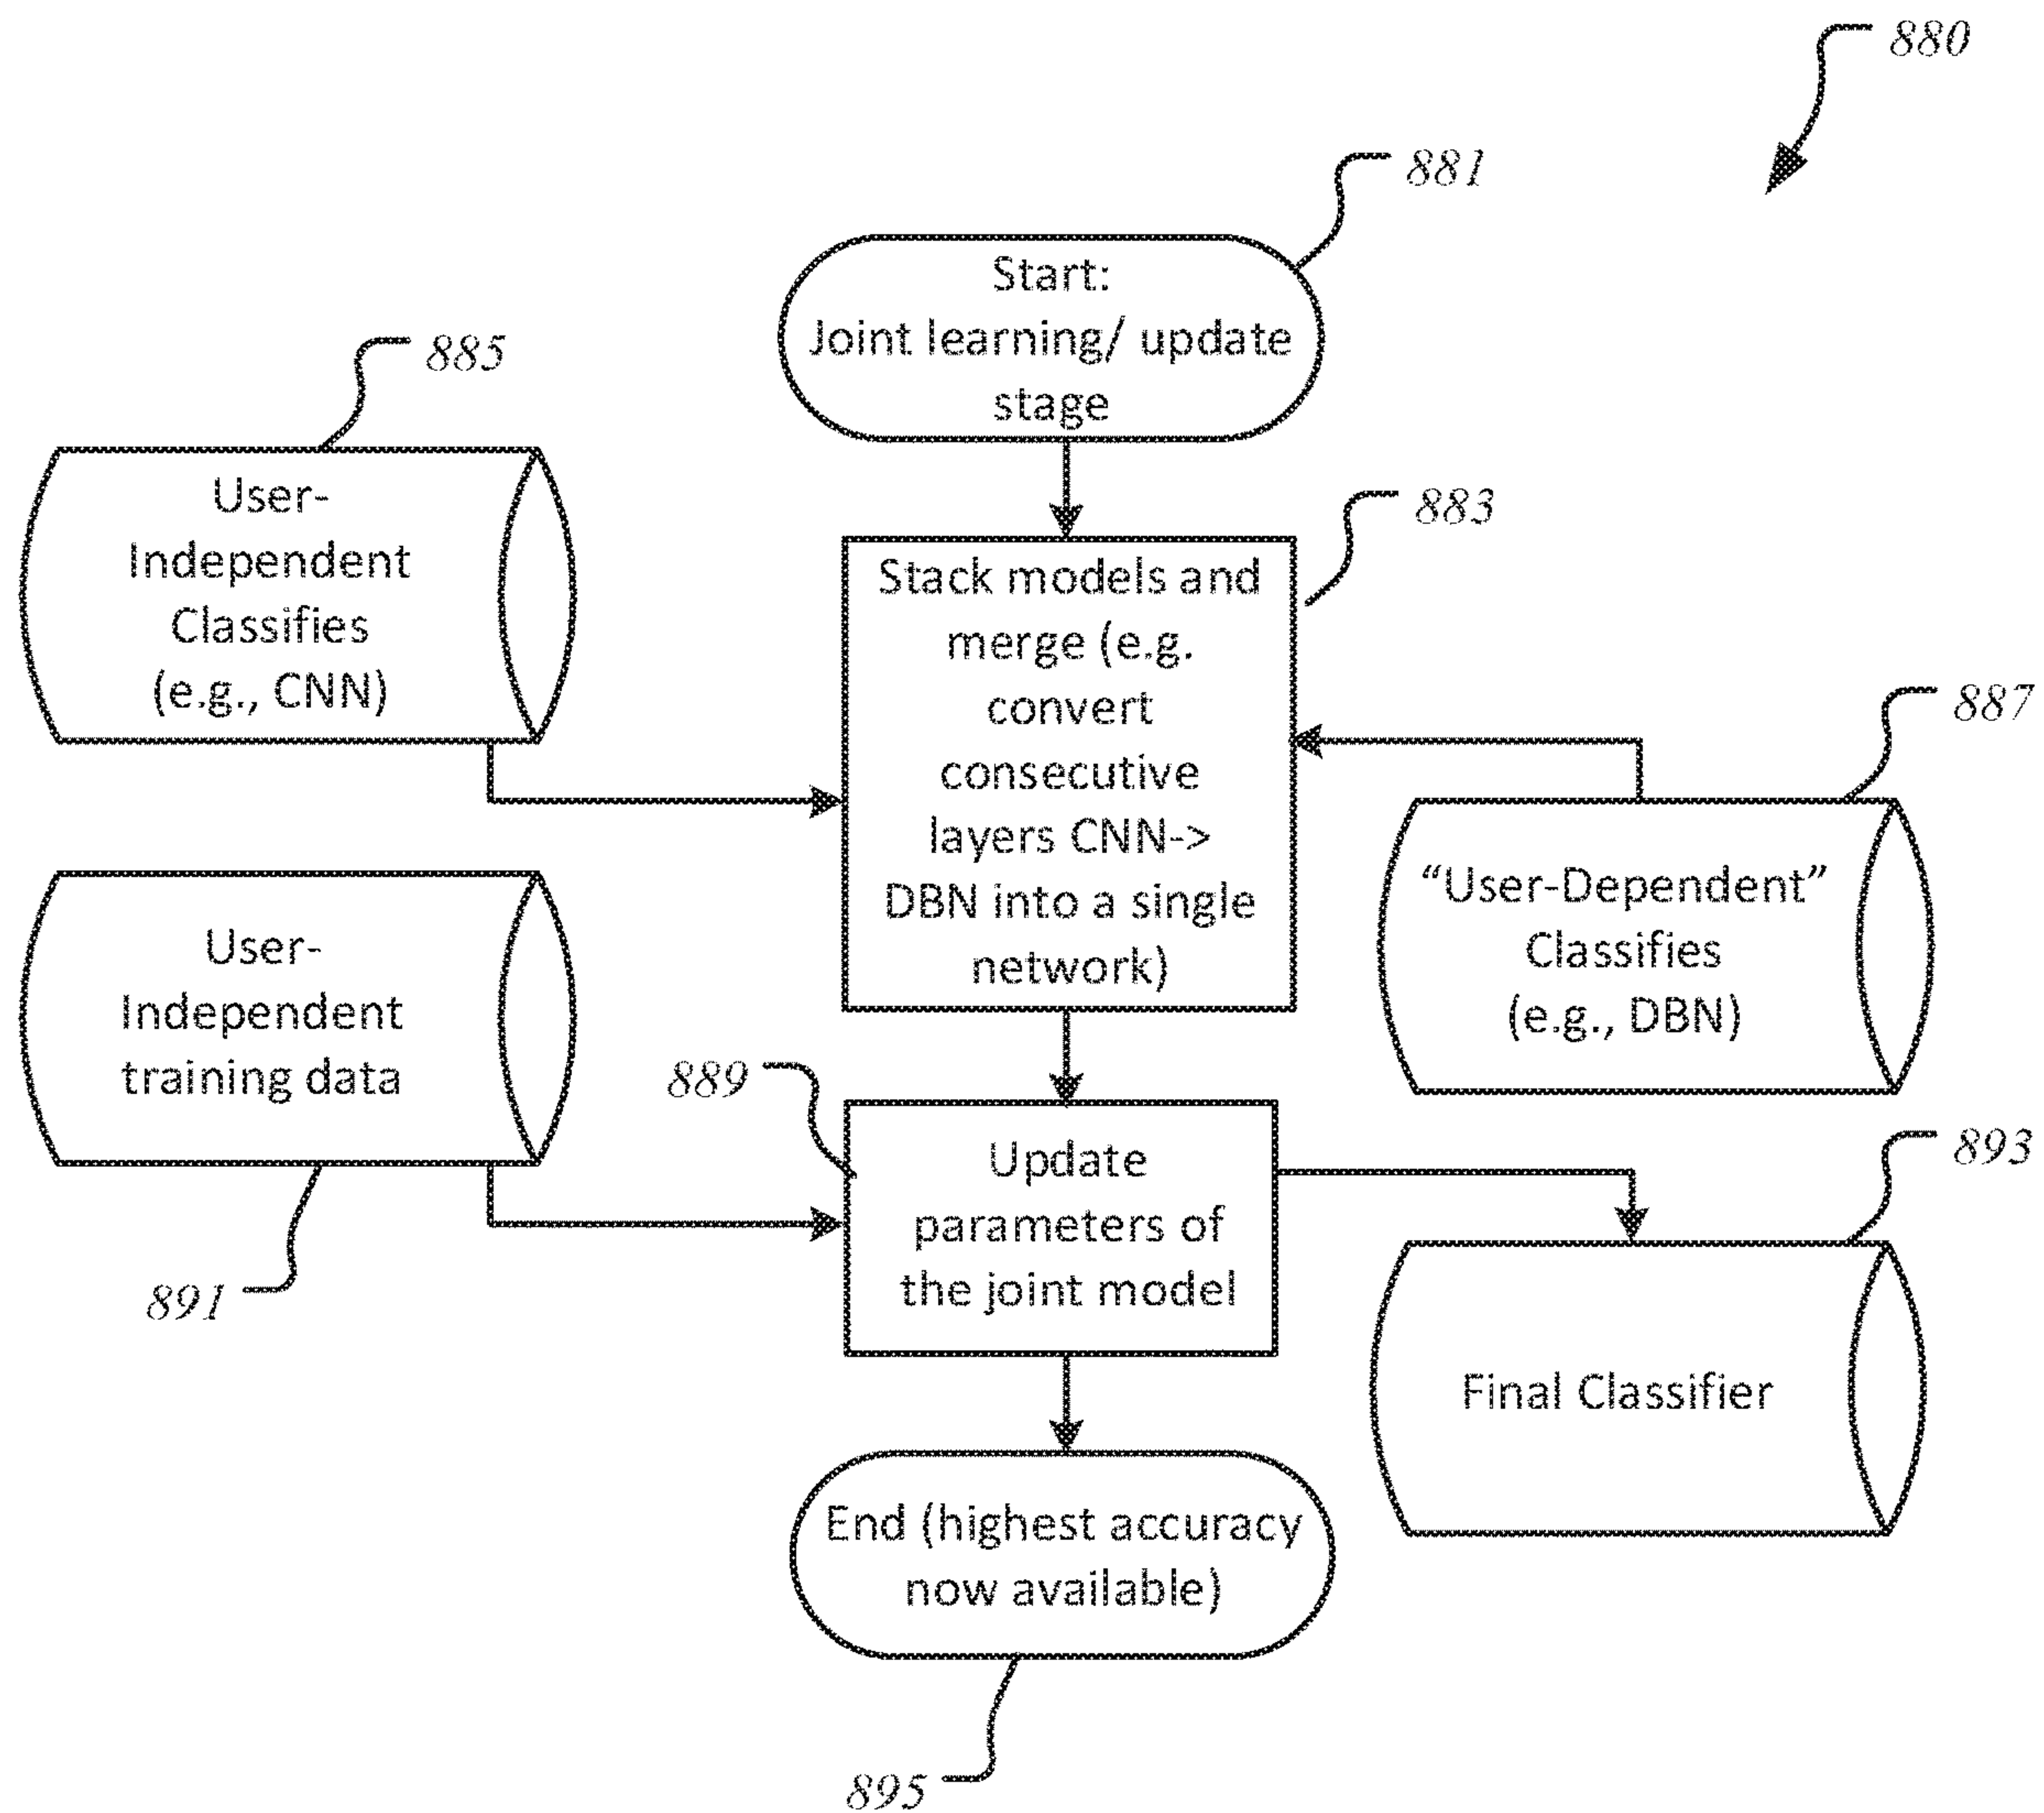 880
881
Start:
Joint learning/ update
stage
885
User-
Independent
Classifies
(e.g., CNN)
883
Stack models and
merge (e.g.
convert
consecutive
layers CNN->
DBN into a single
network)
887
“User-Dependent”
Classifies
(e.g., DBN)
User-
Independent
training data
891
889
Update
parameters of
the joint model
893
Final Classifier
End (highest accuracy
now available)
895